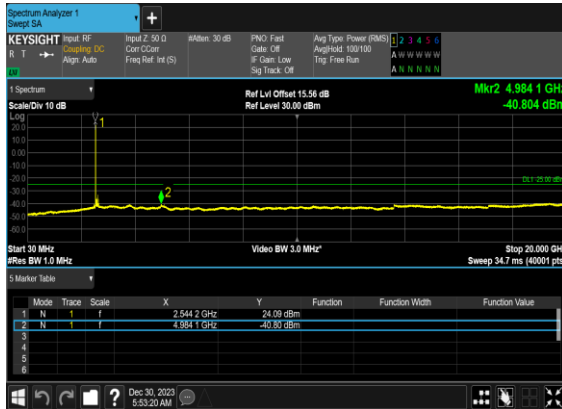 Spectrum Analyzer 1
Swept SA
+
KEYSIGHT Input: RF Input Z: 50 Ω #Atten: 30 dB PNO: Fast Avg Type: Power (RMS) 1 2 3 4 5 6
R T Coupling: DC Corr CCorr Gate: Off Avg|Hold: 100/100 A W W W W W
Align: Auto Freq Ref: Int (S) IF Gain: Low Trig: Free Run
Sig Track: Off A N N N N N
1 Spectrum Ref Lvl Offset 15.56 dB Mkr2 4.984 1 GHz
Scale/Div 10 dB Ref Level 30.00 dBm -40.804 dBm
Log
1
20.0
10.0
0.00
-10.0
-20.0 DL1 -25.00 dBm
-30.0 2
-40.0
-50.0
-60.0
Start 30 MHz Video BW 3.0 MHz* Stop 20.000 GHz
#Res BW 1.0 MHz Sweep 34.7 ms (40001 pts)
5 Marker Table
Mode Trace Scale X Y Function Function Width Function Value
1 N 1 f 2.544 2 GHz 24.09 dBm
2 N 1 f 4.984 1 GHz -40.80 dBm
3
4
5
6
? Dec 30, 2023
5:53:20 AM